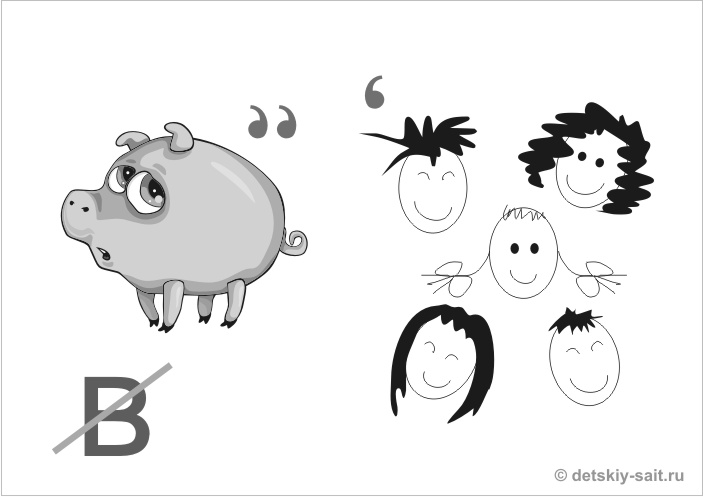 ’’ ‘
В
© detskiy-sait.ru